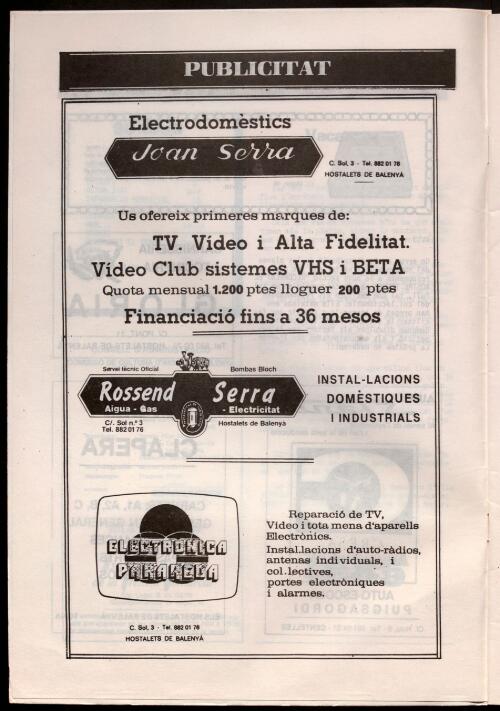 PUBLICITAT
Electrodomèstics
Joan Serra
C. Sol, 3 - Tel. 882 01 76
HOSTALETS DE BALENYÀ
Us ofereix primeres marques de:
TV. Vídeo i Alta Fidelitat.
Vídeo Club sistemes VHS i BETA
Quota mensual 1.200 ptes lloguer 200 ptes
Financiació fins a 36 mesos
Servei tècnic Oficial
Bombas Bloch
Rossend Serra
Aigua - Gas - Electricitat
C/. Sol n.º 3
Tel. 882 01 76
Hostalets de Balenyà
INSTAL-LACIONS
DOMÈSTIQUES
I INDUSTRIALS
ELECTRONICA
PARAREDA
C. Sol, 3 - Tel. 882 01 76
HOSTALETS DE BALENYÀ
Reparació de TV,
Vídeo i tota mena d'aparells
Electrònics.
Instal.lacions d'auto-ràdios,
antenas individuals, i
col.lectives,
portes electròniques
i alarmes.